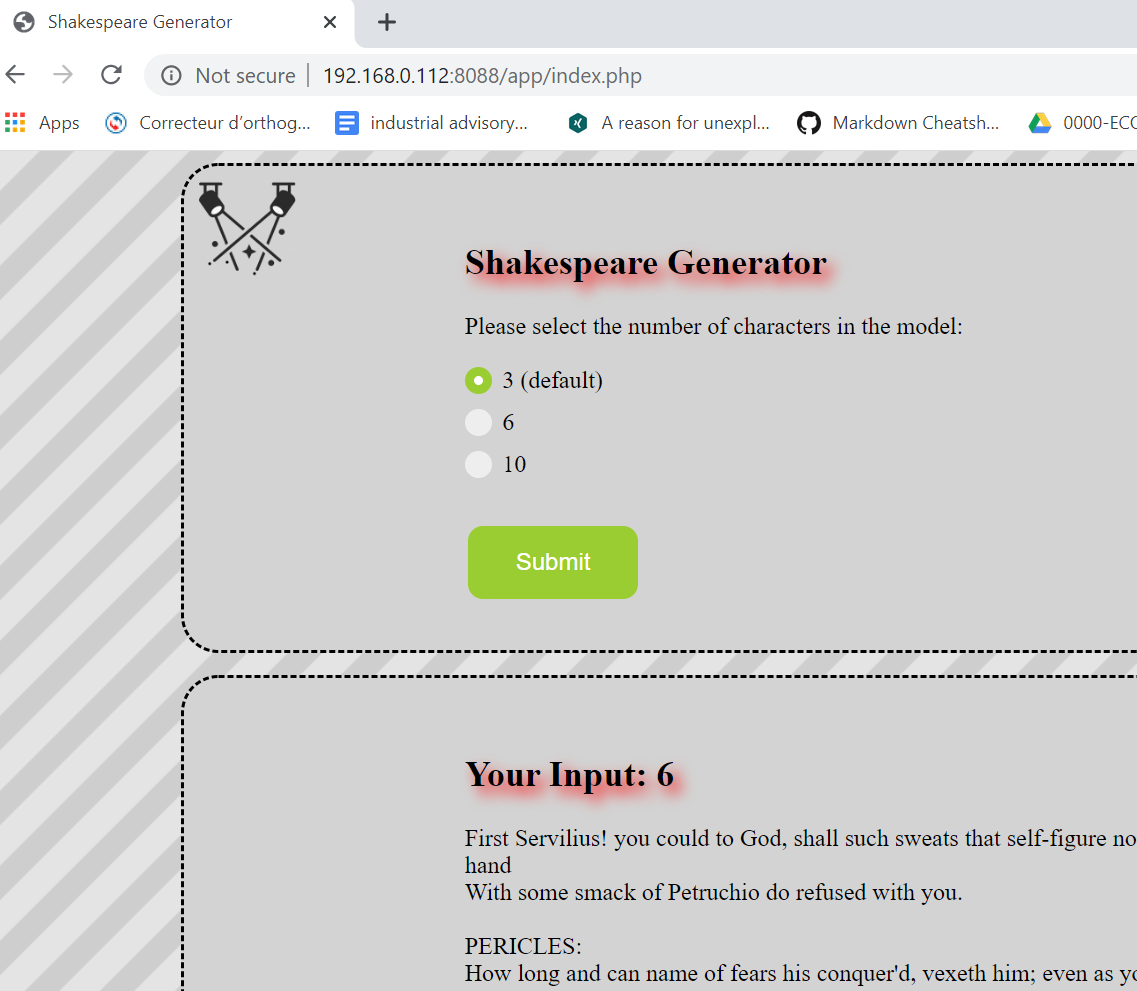 Shakespeare Generator
Not secure | 192.168.0.112:8088/app/index.php
Apps Correcteur d'orthog... industrial advisory... A reason for unexpl... Markdown Cheatsh... 0000-ECO
Shakespeare Generator
Please select the number of characters in the model:
3 (default)
6
10
Submit
Your Input: 6
First Servilius! you could to God, shall such sweats that self-figure no
hand
With some smack of Petruchio do refused with you.
PERICLES:
How long and can name of fears his conquer'd, vexeth him; even as yo